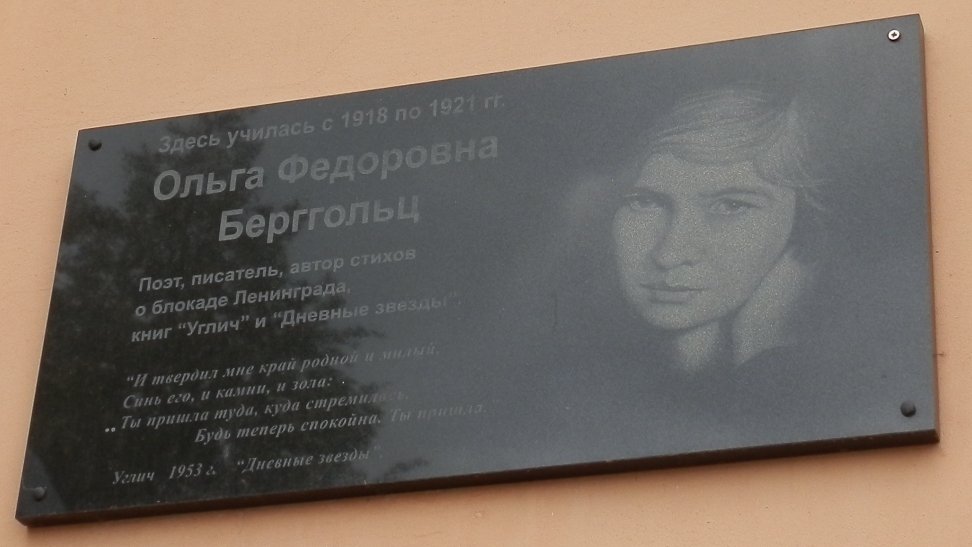 Здесь училась с 1918 по 1921 гг.
Ольга Федоровна
Берггольц
Поэт, писатель, автор стихов
о блокаде Ленинграда,
книг “Углич” и “Дневные звезды”.
“И твердил мне край родной и милый,
Синь его, и камни, и зола:
.. Ты пришла туда, куда стремилась,
Будь теперь спокойна. Ты пришла.”
Углич 1953 г. “Дневные звезды”.